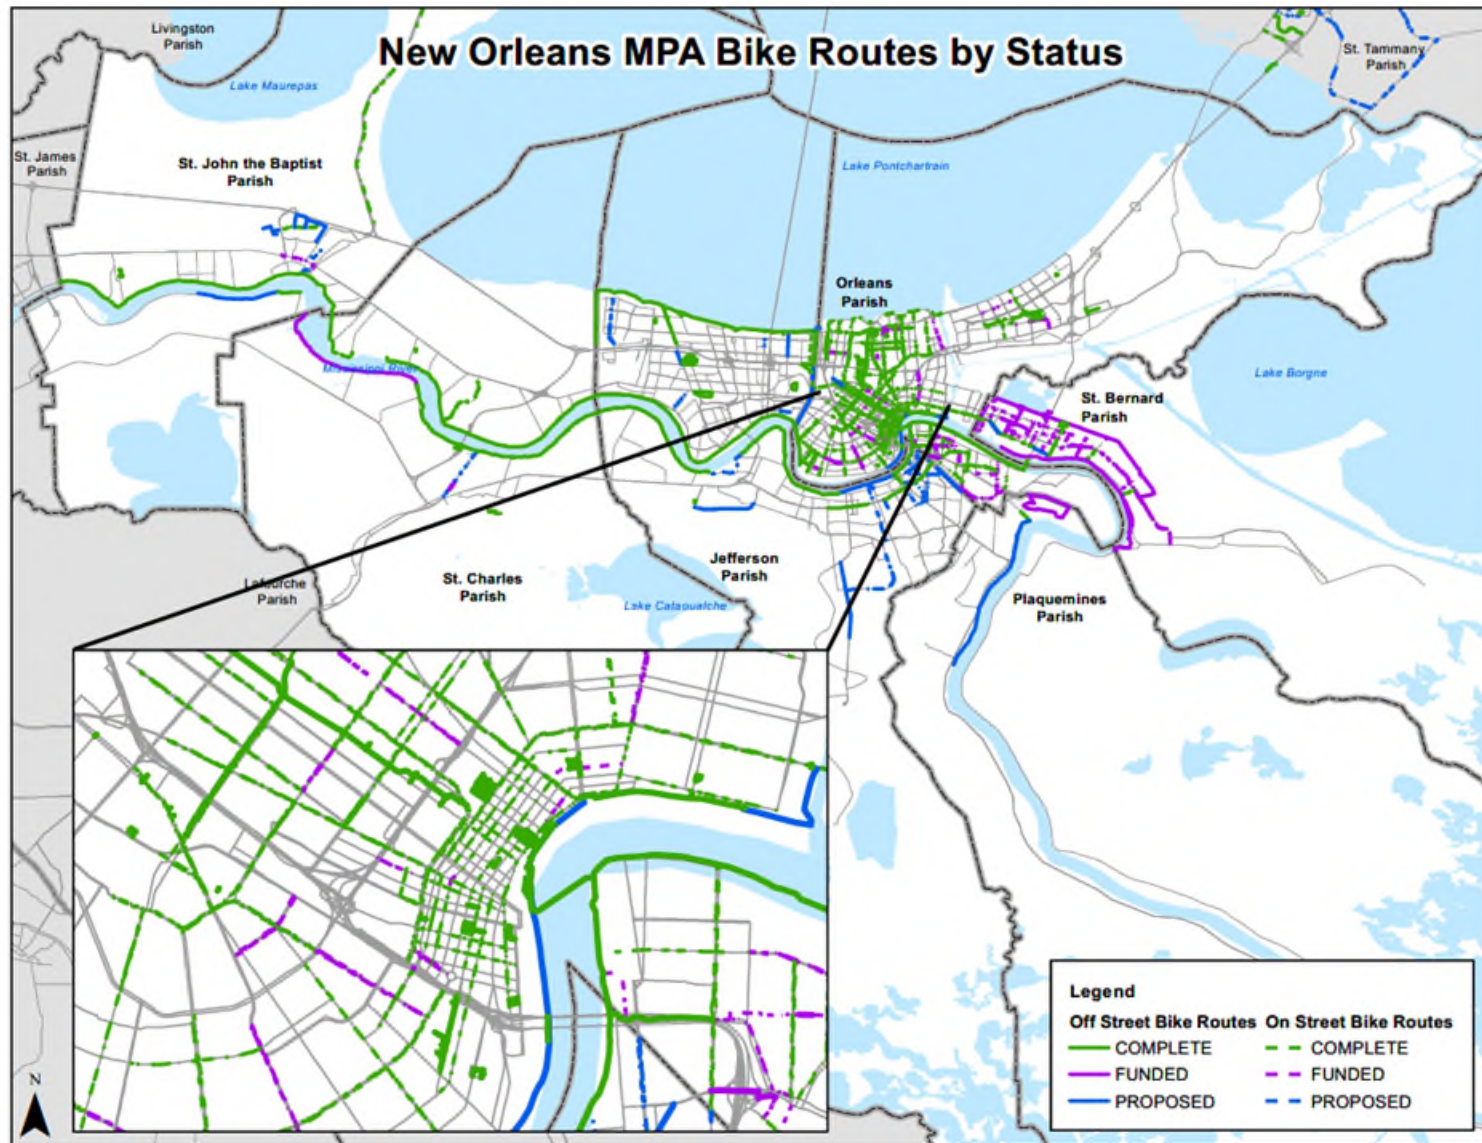 New Orleans MPA Bike Routes by Status
Livingston
Parish
Lake Maurepas
St. Tammany
Parish
St. James
Parish
St. John the Baptist
Parish
Lake Pontchartrain
Orleans
Parish
Mississippi River
Lake Borgne
St. Bernard
Parish
Jefferson
Parish
Lafourche
Parish
St. Charles
Parish
Lake Cataoualche
Plaquemines
Parish
Legend
Off Street Bike Routes On Street Bike Routes
COMPLETE COMPLETE
FUNDED FUNDED
PROPOSED PROPOSED
N